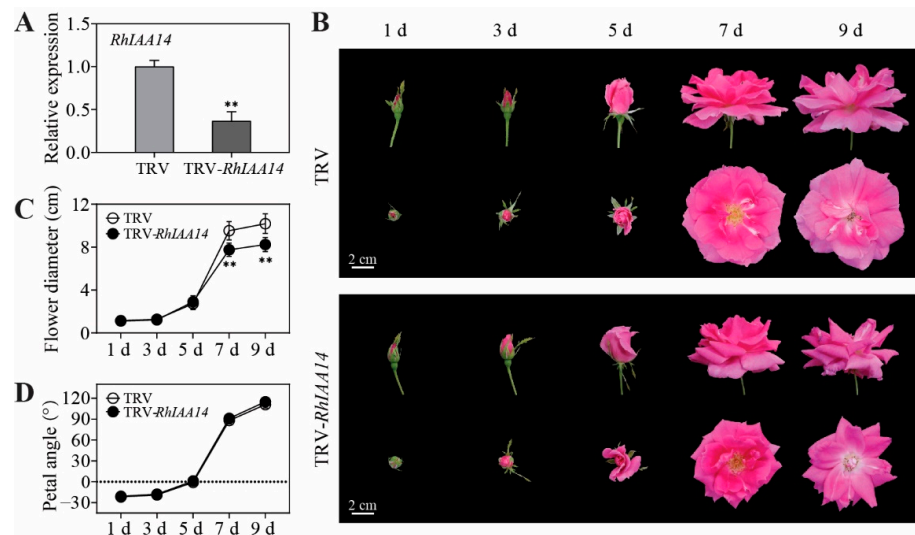 A
1.5
1.0
0.5
0.0
Relative expression
RhIAA14
**
TRV
TRV-RhIAA14
B
1 d
3 d
5 d
7 d
9 d
TRV
2 cm
TRV-RhIAA14
2 cm
C
12
8
4
0
Flower diameter (cm)
TRV
TRV-RhIAA14
**
**
1 d
3 d
5 d
7 d
9 d
D
120
90
60
30
0
−30
Petal angle (°)
TRV
TRV-RhIAA14
1 d
3 d
5 d
7 d
9 d